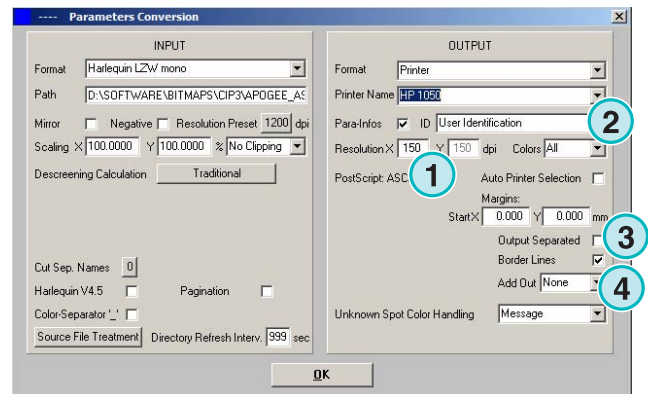 ---- Parameters Conversion
INPUT
Format Harlequin LZW mono
Path D:\SOFTWARE\BITMAPS\CIP3\APOGEE_AS
Mirror Negative Resolution Preset 1200 dpi
Scaling X 100.0000 Y 100.0000 % No Clipping
Descreening Calculation Traditional
Cut Sep. Names 0
Harlequin V4.5 Pagination
Color-Separator '_'
Source File Treatment Directory Refresh Interv. 999 sec
OUTPUT
Format Printer
Printer Name HP 1050
Para-Infos ID User Identification 2
Resolution X 150 Y 150 dpi Colors All
PostScript: ASC 1 Auto Printer Selection
Margins:
Start X 0.000 Y 0.000 mm
Output Separated 3
Border Lines
Add Out None 4
Unknown Spot Color Handling Message
OK